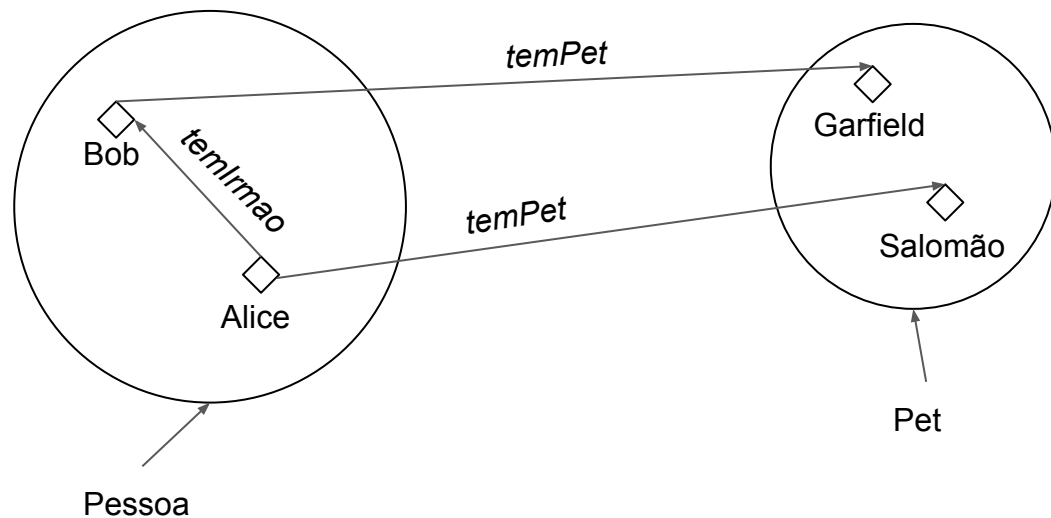 temPet
Garfield
Bob
temIrmao
temPet
Salomão
Alice
Pet
Pessoa